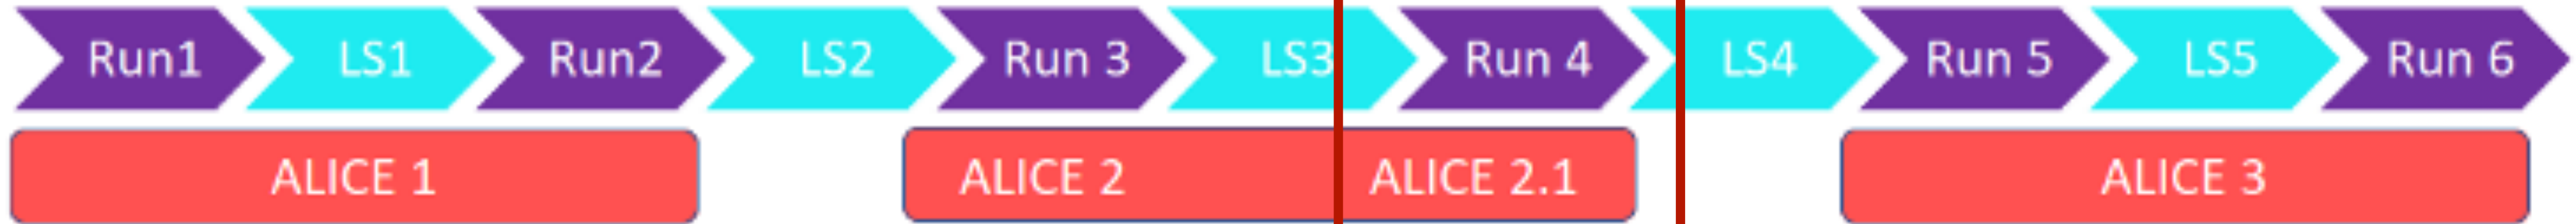 Run1 LS1 Run2 LS2 Run 3 LS3 Run 4 LS4 Run 5 LS5 Run 6
ALICE 1 ALICE 2 ALICE 2.1 ALICE 3